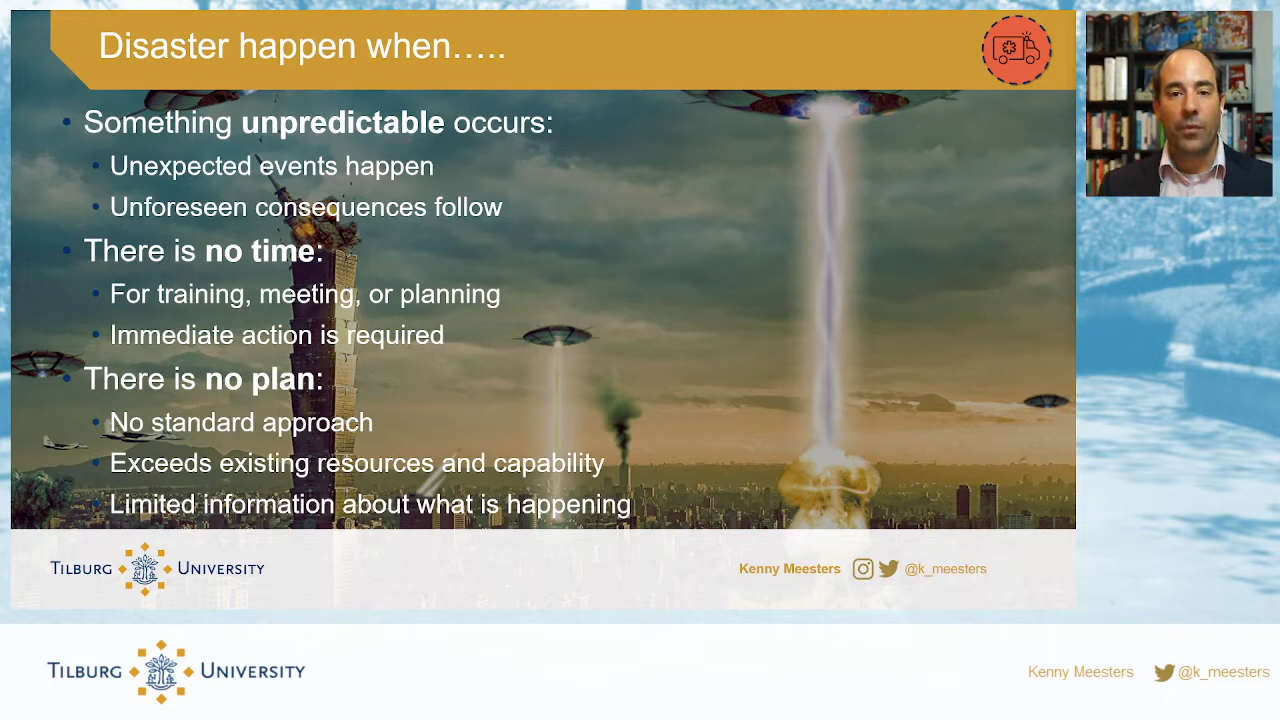 Disaster happen when…..
• Something unpredictable occurs:
• Unexpected events happen
• Unforeseen consequences follow
• There is no time:
• For training, meeting, or planning
• Immediate action is required
• There is no plan:
• No standard approach
• Exceeds existing resources and capability
• Limited information about what is happening
TILBURG UNIVERSITY
Kenny Meesters @k_meesters
TILBURG UNIVERSITY
Kenny Meesters @k_meesters